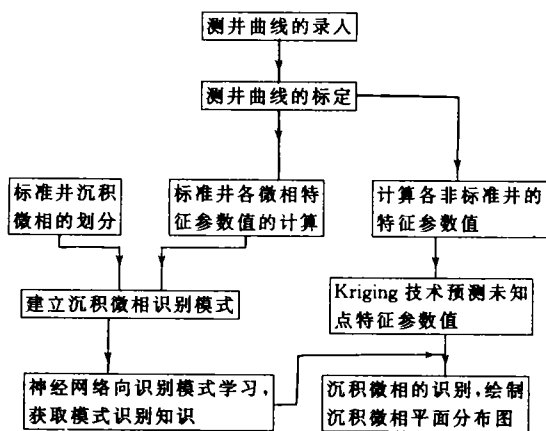 测井曲线的录人
测井曲线的标定
标准井沉积
微相的划分
标准井各微相特
征参数值的计算
计算各非标准井的
特征参数值
建立沉积微相识别模式
Kriging 技术预测未知
点特征参数值
神经网络向识别模式学习,
获取模式识别知识
沉积微相的识别,绘制
沉积微相平面分布图